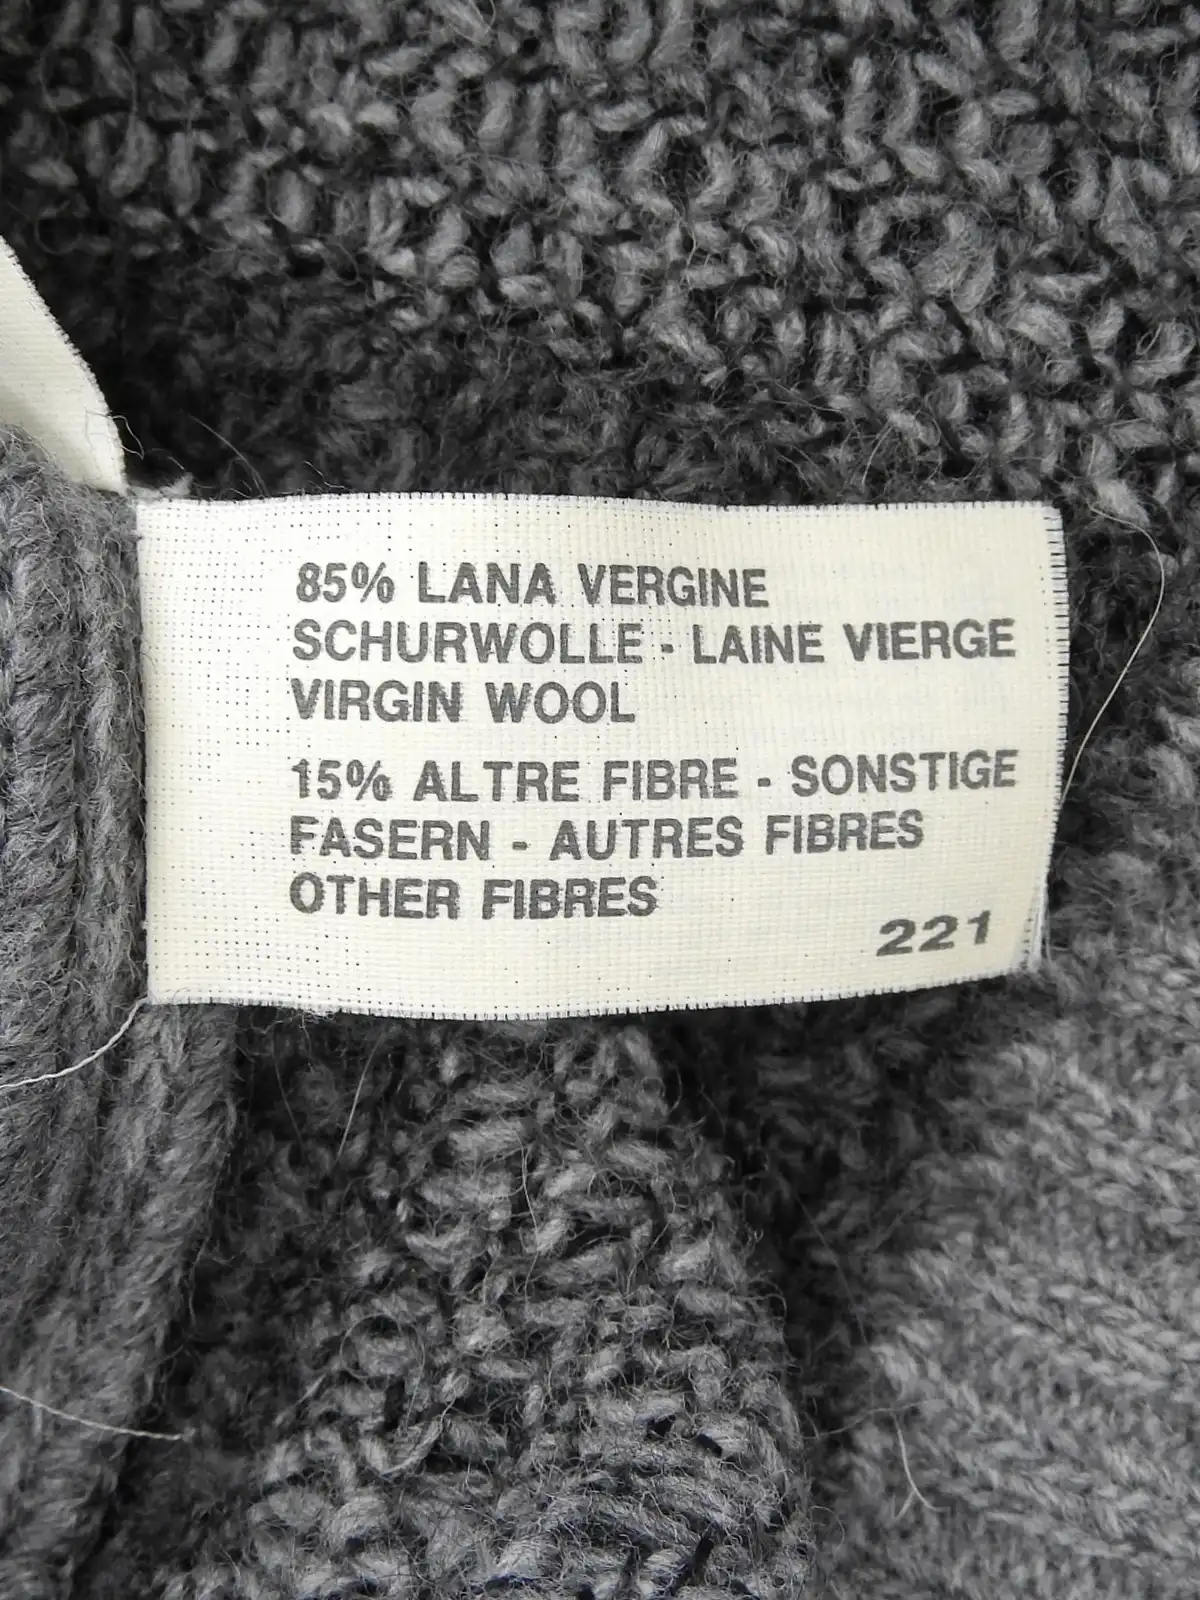 85% LANA VERGINE
SCHURWOLLE - LAINE VIERGE
VIRGIN WOOL
15% ALTRE FIBRE - SONSTIGE
FASERN - AUTRES FIBRES
OTHER FIBRES
221